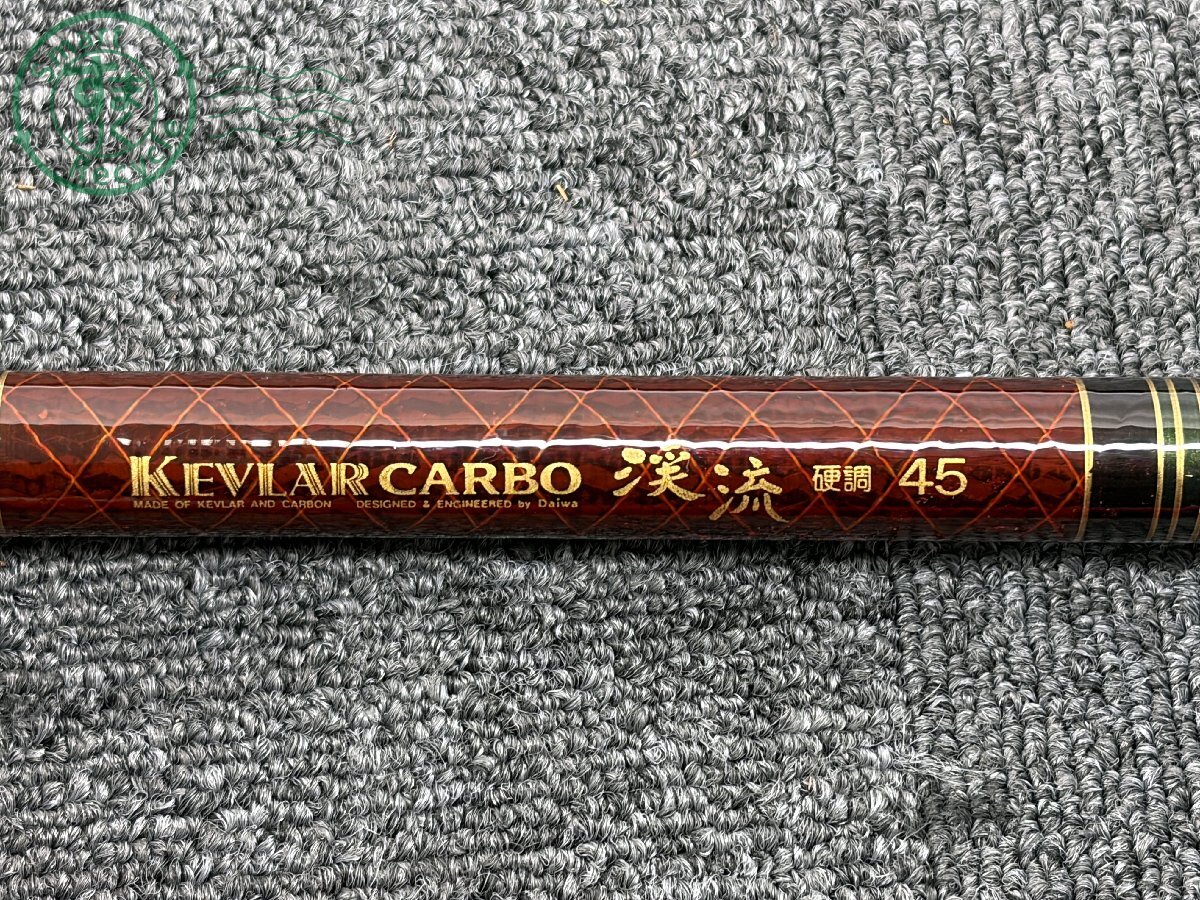 KEVLAR CARBO 渓流 硬調 45
MADE OF KEVLAR AND CARBON DESIGNED & ENGINEERED by Daiwa